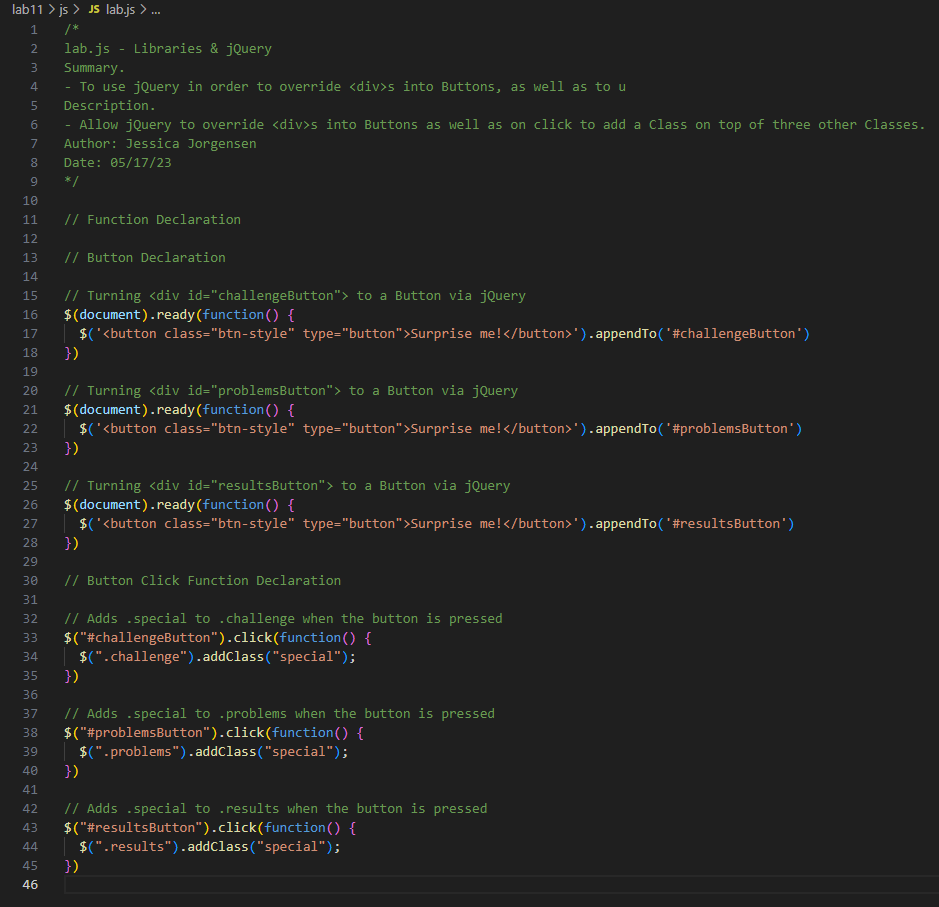 lab11 > js > JS lab.js > ...
1 /*
2 lab.js - Libraries & jQuery
3 Summary.
4 - To use jQuery in order to override <div>s into Buttons, as well as to u
5 Description.
6 - Allow jQuery to override <div>s into Buttons as well as on click to add a Class on top of three other Classes.
7 Author: Jessica Jorgensen
8 Date: 05/17/23
9 */
10
11 // Function Declaration
12
13 // Button Declaration
14
15 // Turning <div id="challengeButton"> to a Button via jQuery
16 $(document).ready(function() {
17   $('<button class="btn-style" type="button">Surprise me!</button>').appendTo('#challengeButton')
18 })
19
20 // Turning <div id="problemsButton"> to a Button via jQuery
21 $(document).ready(function() {
22   $('<button class="btn-style" type="button">Surprise me!</button>').appendTo('#problemsButton')
23 })
24
25 // Turning <div id="resultsButton"> to a Button via jQuery
26 $(document).ready(function() {
27   $('<button class="btn-style" type="button">Surprise me!</button>').appendTo('#resultsButton')
28 })
29
30 // Button Click Function Declaration
31
32 // Adds .special to .challenge when the button is pressed
33 $("#challengeButton").click(function() {
34   $(".challenge").addClass("special");
35 })
36
37 // Adds .special to .problems when the button is pressed
38 $("#problemsButton").click(function() {
39   $(".problems").addClass("special");
40 })
41
42 // Adds .special to .results when the button is pressed
43 $("#resultsButton").click(function() {
44   $(".results").addClass("special");
45 })
46